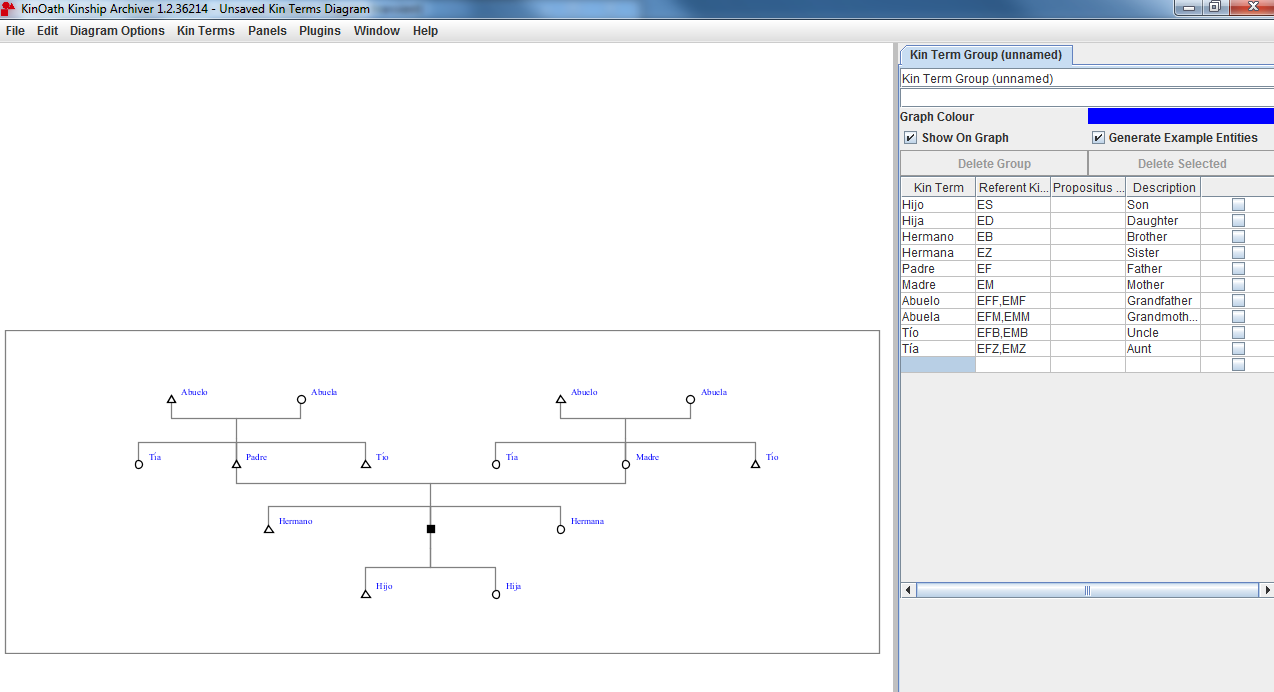 KinOath Kinship Archiver 1.2.36214 - Unsaved Kin Terms Diagram
File Edit Diagram Options Kin Terms Panels Plugins Window Help
Kin Term Group (unnamed)
Kin Term Group (unnamed)
Graph Colour
Show On Graph Generate Example Entities
Delete Group Delete Selected
Kin Term Referent Ki... Propositus ... Description
Hijo ES Son
Hija ED Daughter
Hermano EB Brother
Hermana EZ Sister
Padre EF Father
Madre EM Mother
Abuelo EFF,EMF Grandfather
Abuela EFM,EMM Grandmoth...
Tío EFB,EMB Uncle
Tía EFZ,EMZ Aunt
Abuelo Abuela Abuelo Abuela
Tía Padre Tío Tía Madre Tío
Hermano Hermana
Hijo Hija